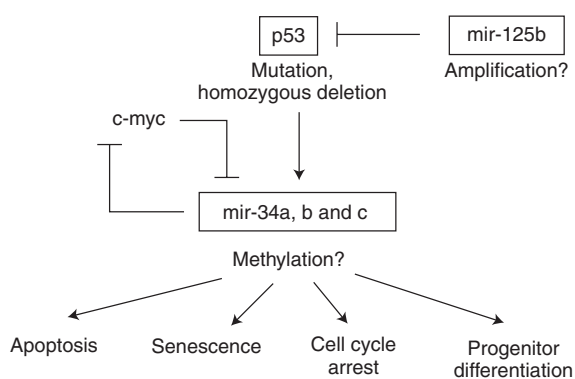 p53
mir-125b
Mutation,
homozygous deletion
Amplification?
c-myc
mir-34a, b and c
Methylation?
Apoptosis
Senescence
Cell cycle
arrest
Progenitor
differentiation